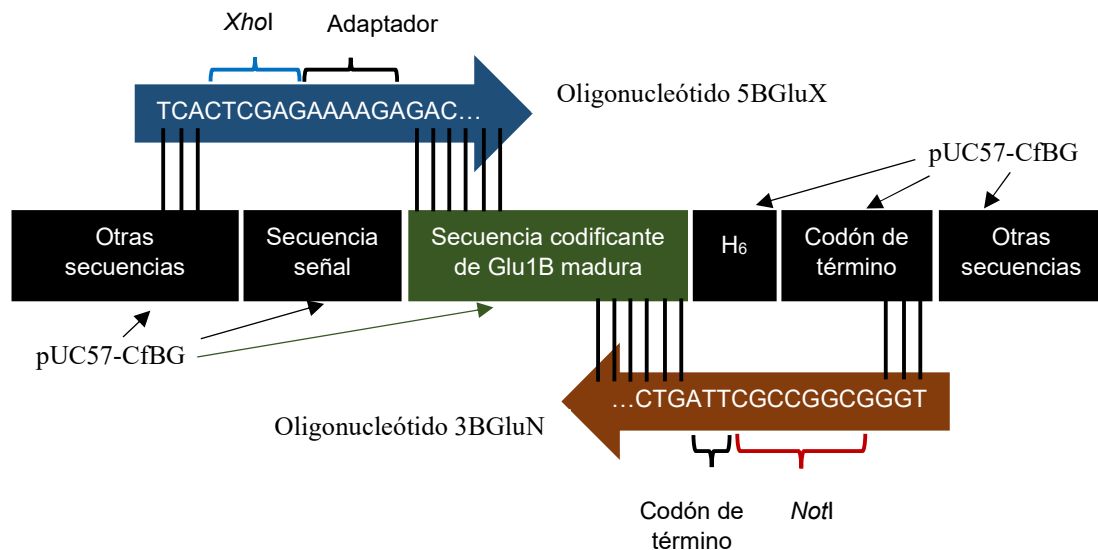 XhoI
Adaptador
TCACTCGAGAAAAGAGAC...
Oligonucleótido 5BGluX
pUC57-CfBG
Otras
secuencias
Secuencia
señal
Secuencia codificante
de Glu1B madura
H₆
Codón de
término
Otras
secuencias
pUC57-CfBG
...CTGATTCGCCGGCGGGT
Oligonucleótido 3BGluN
Codón de
término
NotI